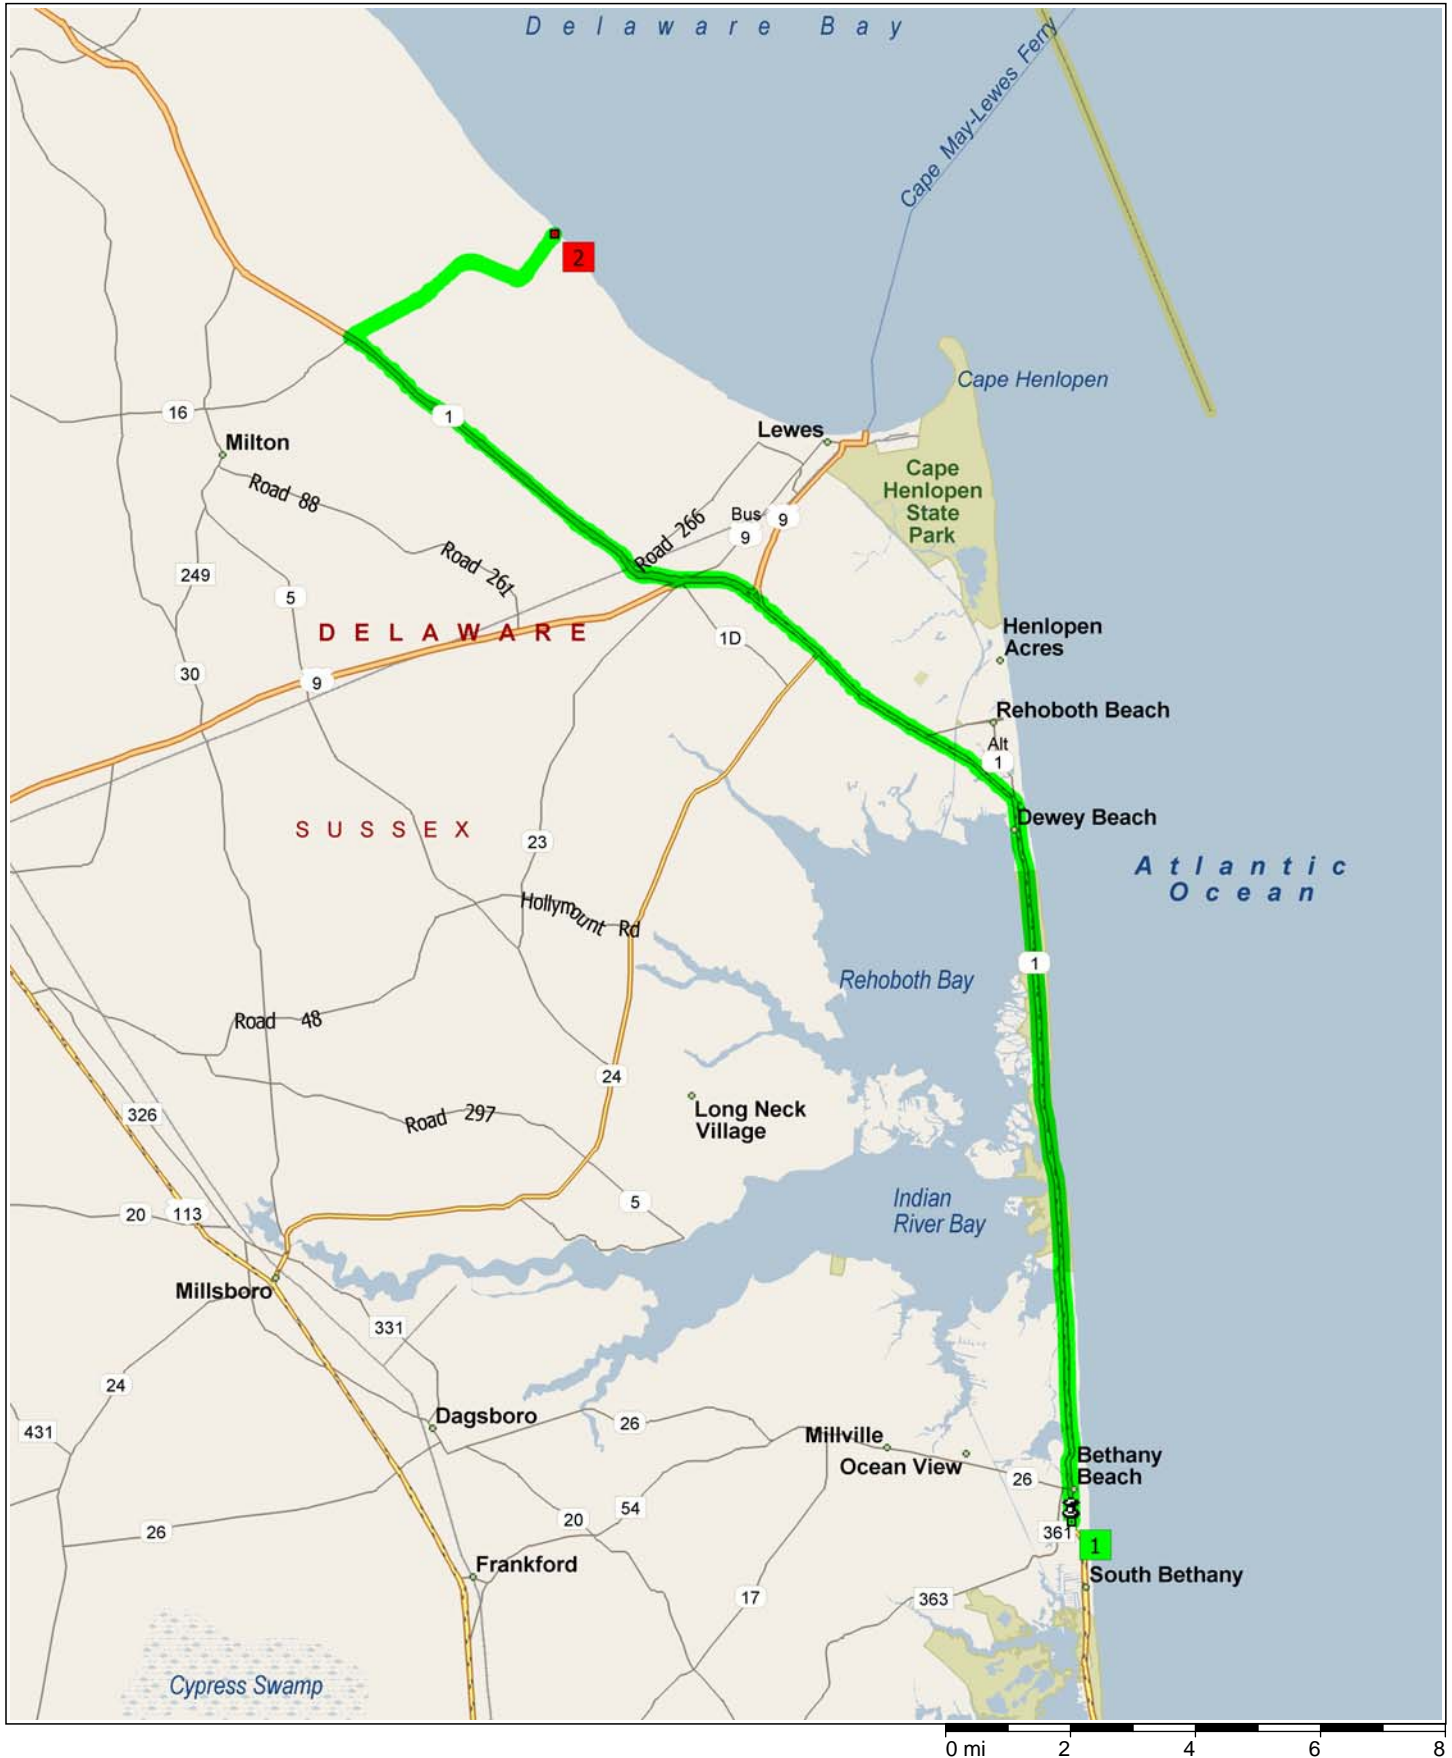 Delaware Bay
Cape May-Lewes Ferry
2
Cape Henlopen
16
1
Lewes
Milton
Cape
Henlopen
State
Park
Road 88
Bus
9
9
Road 266
Road 261
249
5
DELAWARE
1D
Henlopen
Acres
30
9
Rehoboth Beach
Alt
1
Dewey Beach
SUSSEX
23
Atlantic
Ocean
Hollymount Rd
1
Rehoboth Bay
Road 48
24
Long Neck
Village
326
Road 297
Indian
River Bay
5
20
113
Millsboro
331
24
Dagsboro
26
431
Millville
Ocean View
Bethany
Beach
26
54
20
26
361
1
Frankford
South Bethany
17
363
Cypress Swamp
0 mi 2 4 6 8